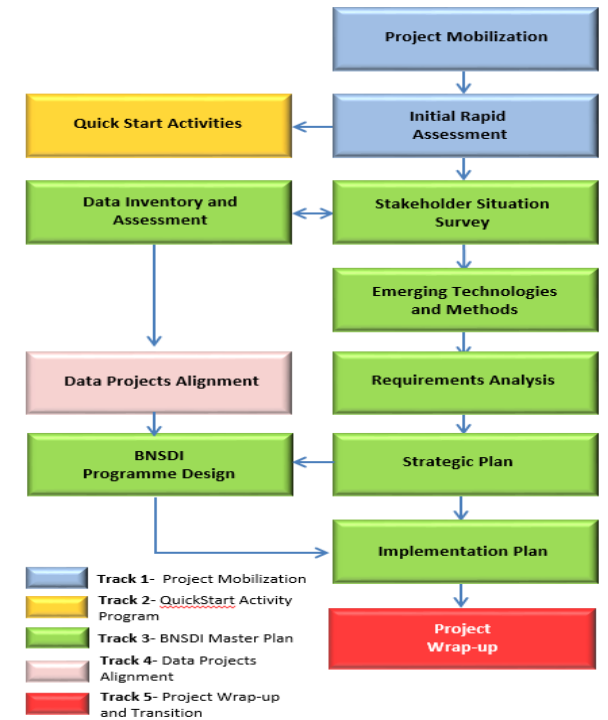 Project Mobilization
Quick Start Activities
Initial Rapid
Assessment
Data Inventory and
Assessment
Stakeholder Situation
Survey
Emerging Technologies
and Methods
Data Projects Alignment
Requirements Analysis
BNSDI
Programme Design
Strategic Plan
Implementation Plan
Project
Wrap-up
Track 1- Project Mobilization
Track 2- QuickStart Activity
Program
Track 3- BNSDI Master Plan
Track 4- Data Projects
Alignment
Track 5- Project Wrap-up
and Transition